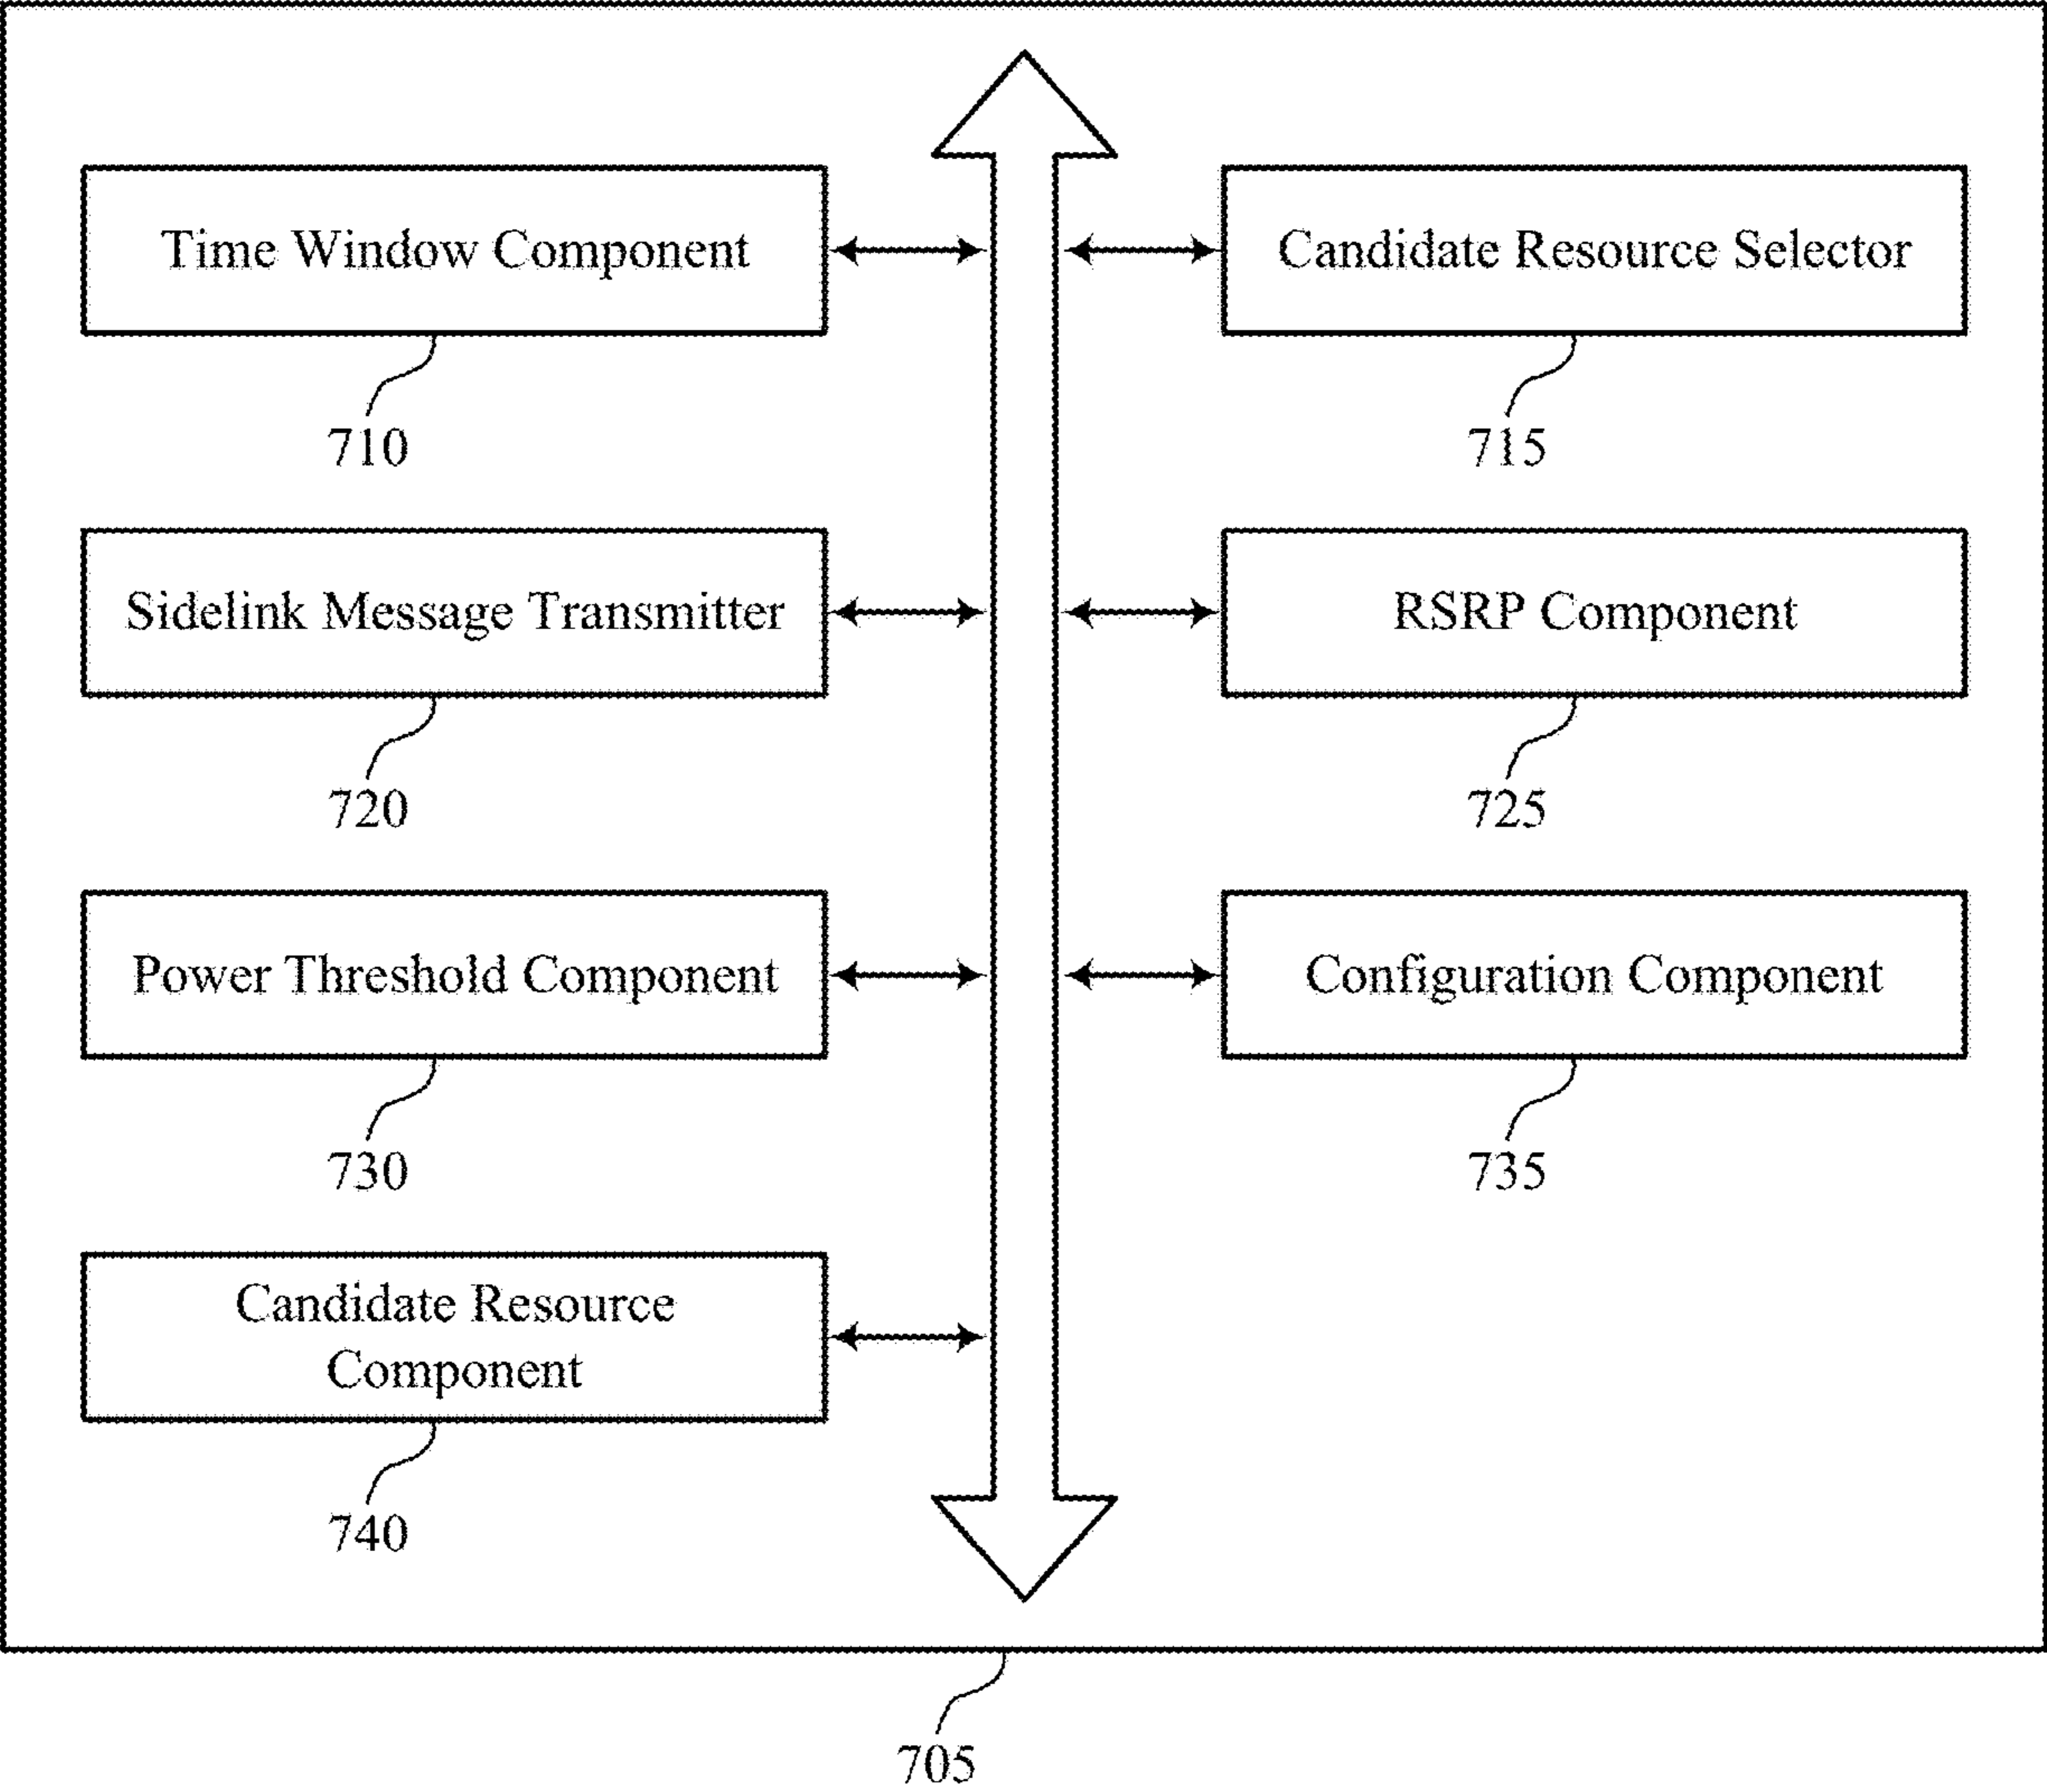 Time Window Component
Candidate Resource Selector
710
715
Sidelink Message Transmitter
RSRP Component
720
725
Power Threshold Component
Configuration Component
730
735
Candidate Resource
Component
740
705